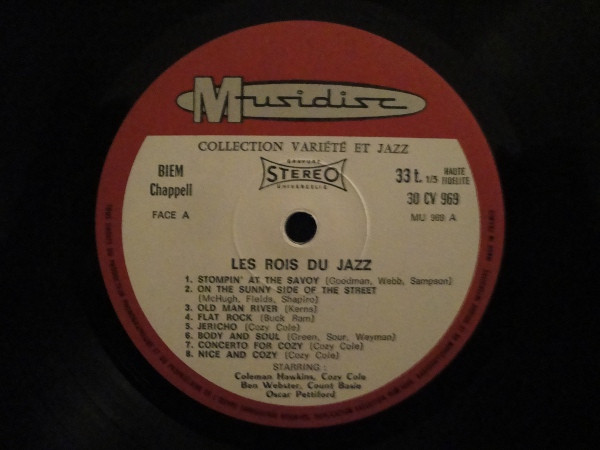 Musidisc
COLLECTION VARIÉTÉ ET JAZZ
BIEM
Chappell
FACE A
GRAVURE
STEREO
UNIVERSELLE
33 t. 1/3 HAUTE FIDELITE
30 CV 969
MU 969 A
LES ROIS DU JAZZ
1. STOMPIN' AT THE SAVOY (Goodman, Webb, Sampson)
2. ON THE SUNNY SIDE OF THE STREET
(McHugh, Fields, Shapiro)
3. OLD MAN RIVER (Kerns)
4. FLAT ROCK (Buck Ram)
5. JERICHO (Cozy Cole)
6. BODY AND SOUL (Green, Sour, Weyman)
7. CONCERTO FOR COZY (Cozy Cole)
8. NICE AND COZY (Cozy Cole)
STARRING :
Coleman Hawkins, Cozy Cole
Ben Webster, Count Basie
Oscar Pettiford